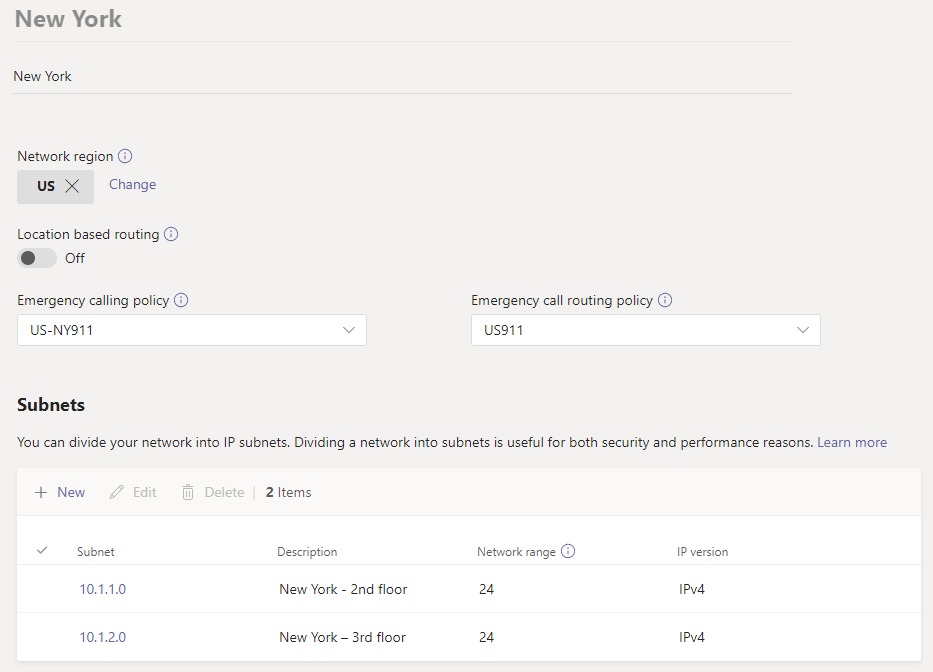 New York
New York
Network region
US Change
Location based routing
Off
Emergency calling policy Emergency call routing policy
US-NY911 US911
Subnets
You can divide your network into IP subnets. Dividing a network into subnets is useful for both security and performance reasons. Learn more
New Edit Delete | 2 Items
Subnet Description Network range IP version
10.1.1.0 New York - 2nd floor 24 IPv4
10.1.2.0 New York – 3rd floor 24 IPv4